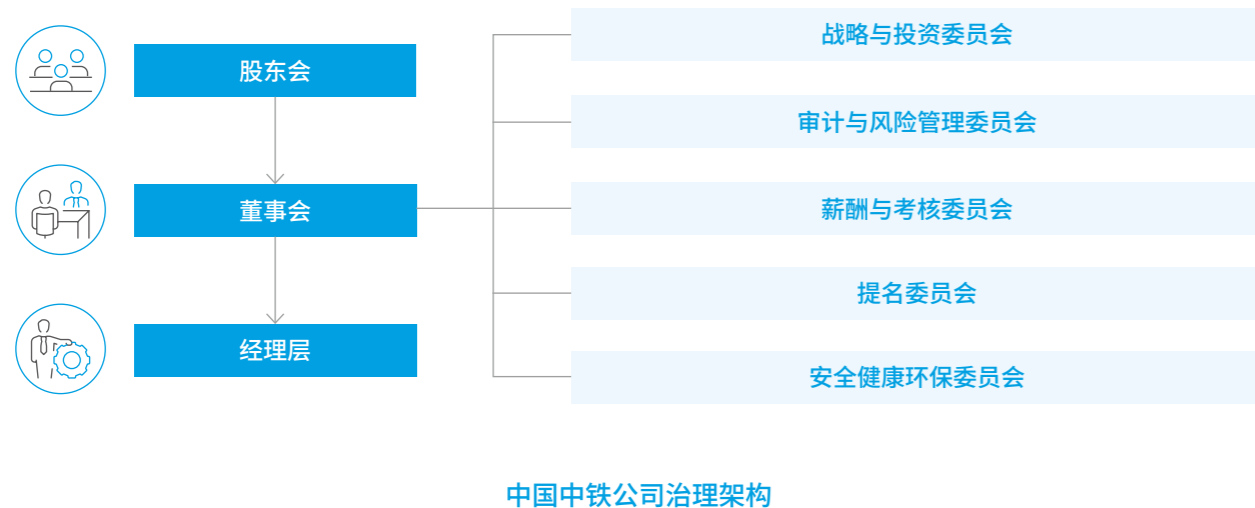 股东会
董事会
经理层
战略与投资委员会
审计与风险管理委员会
薪酬与考核委员会
提名委员会
安全健康环保委员会
中国中铁公司治理架构